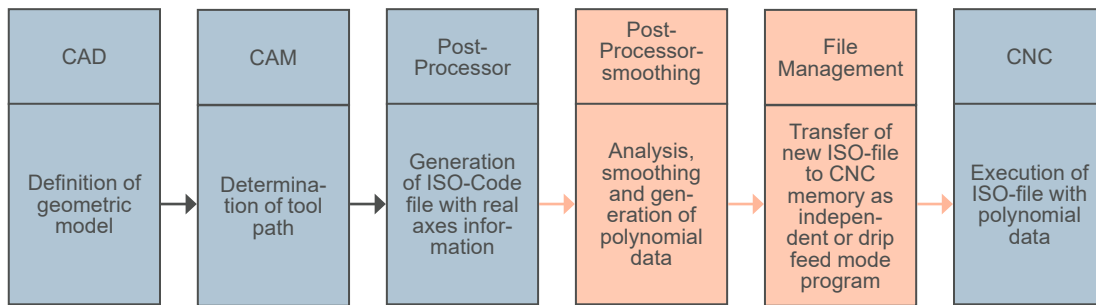 CAD
Definition of
geometric
model
CAM
Determina-
tion of tool
path
Post-
Processor
Generation
of ISO-Code
file with real
axes infor-
mation
Post-
Processor-
smoothing
Analysis,
smoothing
and gen-
eration of
polynomial
data
File
Management
Transfer of
new ISO-file
to CNC
memory as
indepen-
dent or drip
feed mode
program
CNC
Execution of
ISO-file with
polynomial
data